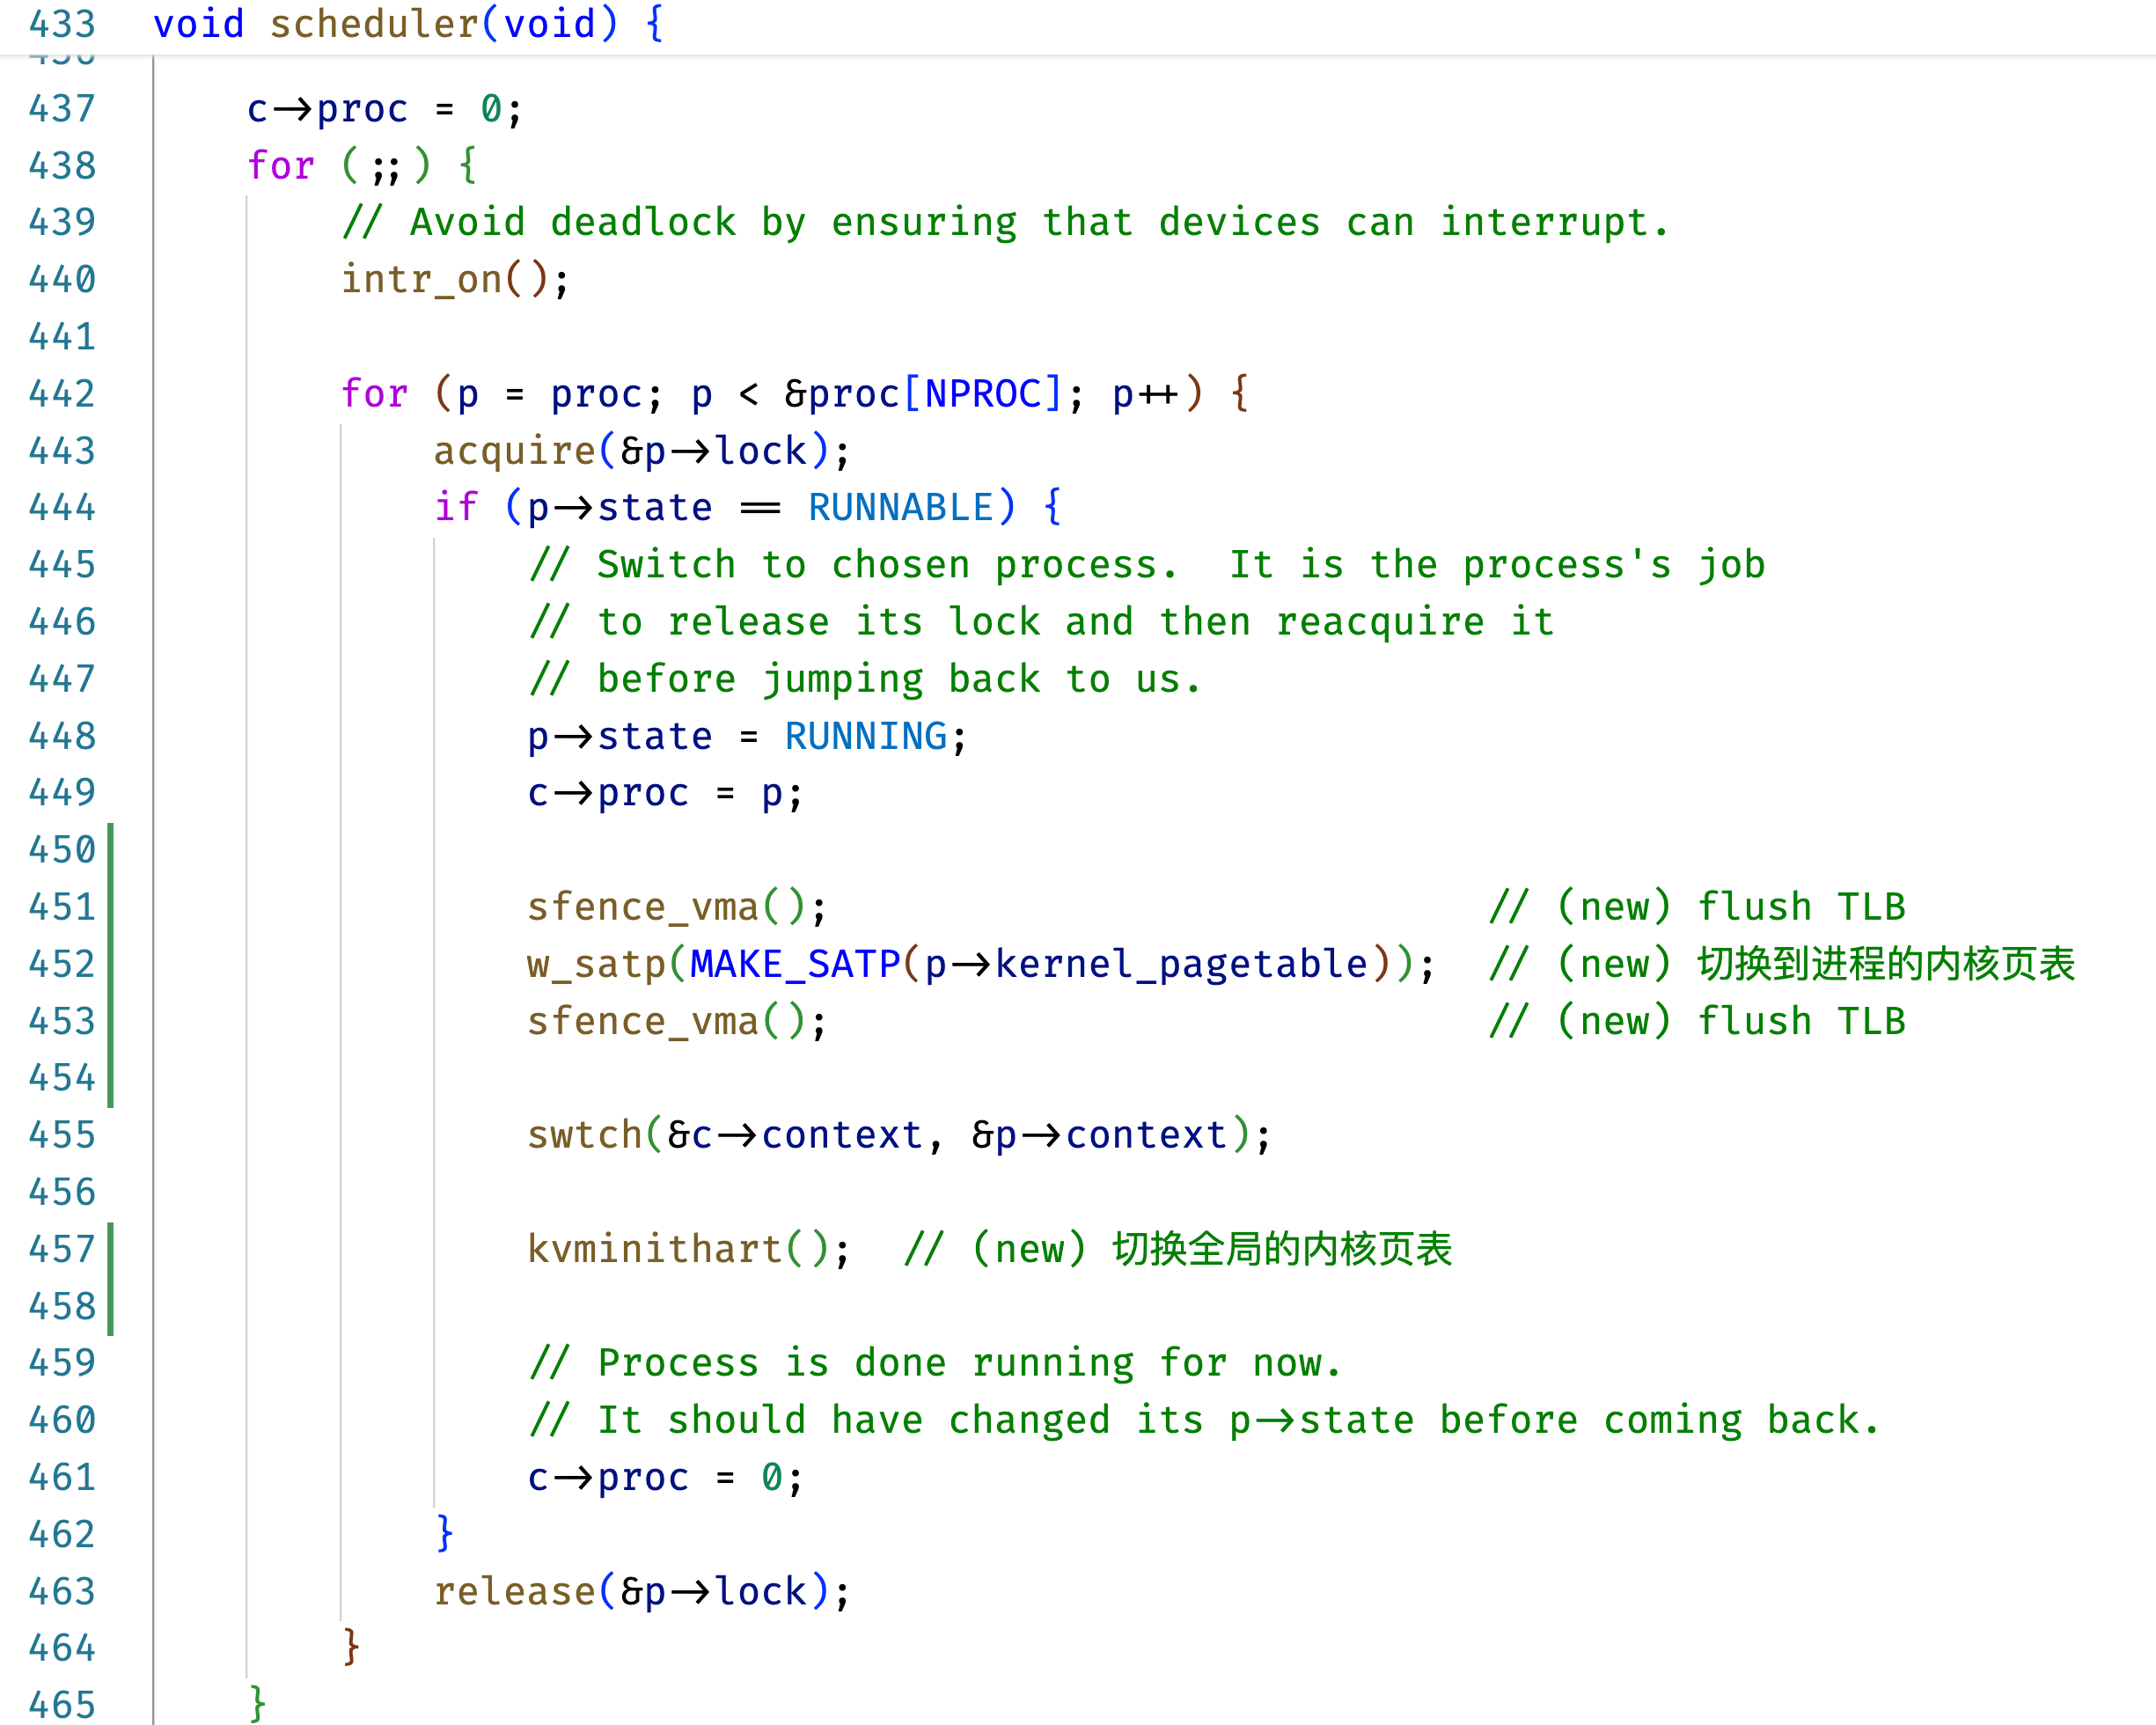 433 void scheduler(void) {
436
437 c->proc = 0;
438 for (;;) {
439 // Avoid deadlock by ensuring that devices can interrupt.
440 intr_on();
441
442 for (p = proc; p < &proc[NPROC]; p++) {
443 acquire(&p->lock);
444 if (p->state == RUNNABLE) {
445 // Switch to chosen process.  It is the process's job
446 // to release its lock and then reacquire it
447 // before jumping back to us.
448 p->state = RUNNING;
449 c->proc = p;
450
451 sfence_vma(); // (new) flush TLB
452 w_satp(MAKE_SATP(p->kernel_pagetable)); // (new) 切换到进程的内核页表
453 sfence_vma(); // (new) flush TLB
454
455 swtch(&c->context, &p->context);
456
457 kvminithart(); // (new) 切换全局的内核页表
458
459 // Process is done running for now.
460 // It should have changed its p->state before coming back.
461 c->proc = 0;
462 }
463 release(&p->lock);
464 }
465 }